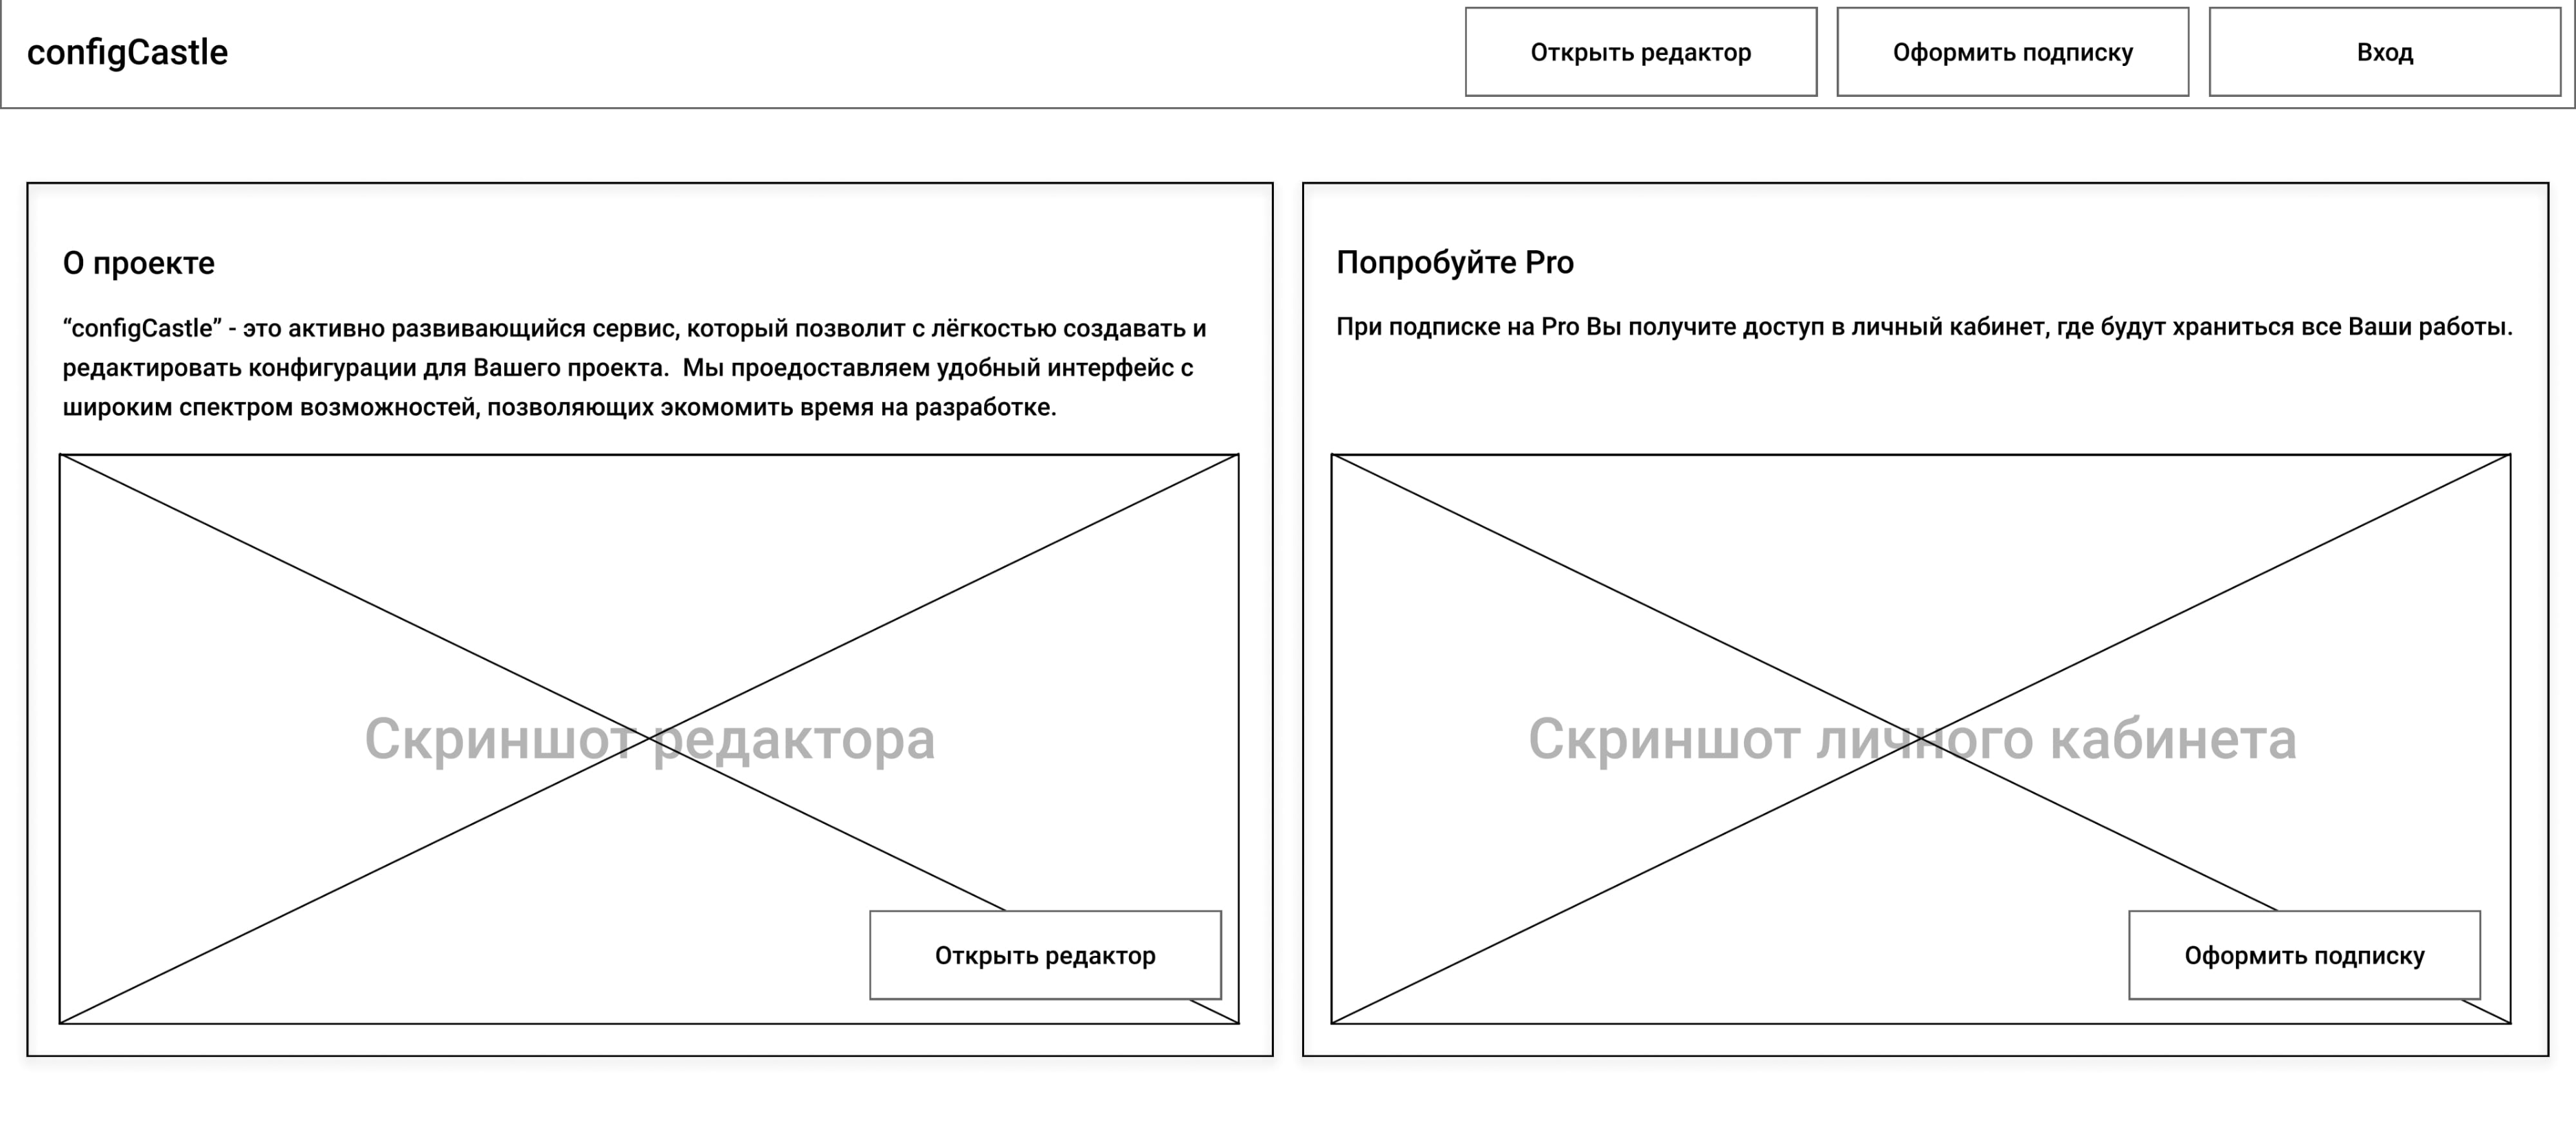 configCastle
Открыть редактор
Оформить подписку
Вход
О проекте
“configCastle” - это активно развивающийся сервис, который позволит с лёгкостью создавать и
редактировать конфигурации для Вашего проекта.  Мы проедоставляем удобный интерфейс с
широким спектром возможностей, позволяющих экомомить время на разработке.
Скриншот редактора
Открыть редактор
Попробуйте Pro
При подписке на Pro Вы получите доступ в личный кабинет, где будут храниться все Ваши работы.
Скриншот личного кабинета
Оформить подписку